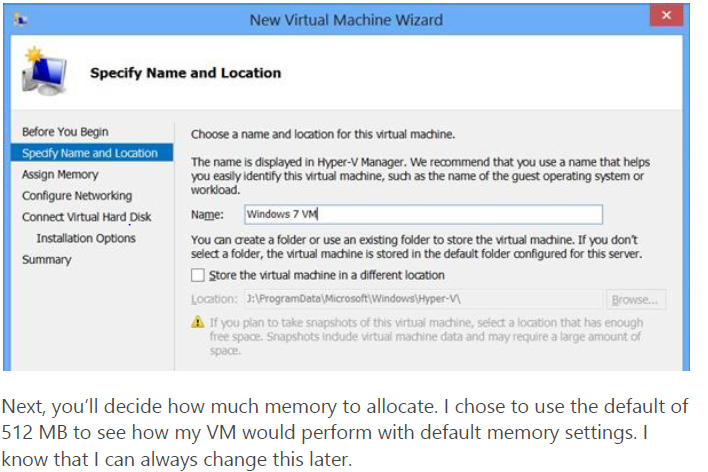 New Virtual Machine Wizard
Specify Name and Location
Before You Begin
Specify Name and Location
Assign Memory
Configure Networking
Connect Virtual Hard Disk
Installation Options
Summary
Choose a name and location for this virtual machine.
The name is displayed in Hyper-V Manager. We recommend that you use a name that helps
you easily identify this virtual machine, such as the name of the guest operating system or
workload.
Name: Windows 7 VM
You can create a folder or use an existing folder to store the virtual machine. If you don't
select a folder, the virtual machine is stored in the default folder configured for this server.
Store the virtual machine in a different location
Location: J:\ProgramData\Microsoft\Windows\Hyper-V\ Browse...
If you plan to take snapshots of this virtual machine, select a location that has enough
free space. Snapshots include virtual machine data and may require a large amount of
space.
Next, you’ll decide how much memory to allocate. I chose to use the default of
512 MB to see how my VM would perform with default memory settings. I
know that I can always change this later.